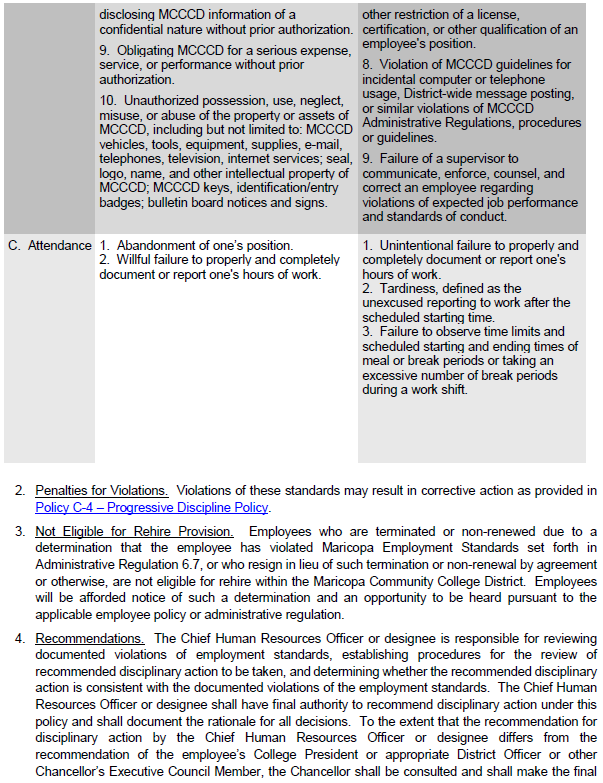 disclosing MCCCD information of a
confidential nature without prior authorization.
9. Obligating MCCCD for a serious expense,
service, or performance without prior
authorization.
10. Unauthorized possession, use, neglect,
misuse, or abuse of the property or assets of
MCCCD, including but not limited to: MCCCD
vehicles, tools, equipment, supplies, e-mail,
telephones, television, internet services; seal,
logo, name, and other intellectual property of
MCCCD; MCCCD keys, identification/entry
badges; bulletin board notices and signs.
other restriction of a license,
certification, or other qualification of an
employee's position.
8. Violation of MCCCD guidelines for
incidental computer or telephone
usage, District-wide message posting,
or similar violations of MCCCD
Administrative Regulations, procedures
or guidelines.
9. Failure of a supervisor to
communicate, enforce, counsel, and
correct an employee regarding
violations of expected job performance
and standards of conduct.
C. Attendance
1. Abandonment of one's position.
2. Willful failure to properly and completely
document or report one's hours of work.
1. Unintentional failure to properly and
completely document or report one's
hours of work.
2. Tardiness, defined as the
unexcused reporting to work after the
scheduled starting time.
3. Failure to observe time limits and
scheduled starting and ending times of
meal or break periods or taking an
excessive number of break periods
during a work shift.
2. Penalties for Violations. Violations of these standards may result in corrective action as provided in
Policy C-4 – Progressive Discipline Policy.
3. Not Eligible for Rehire Provision. Employees who are terminated or non-renewed due to a
determination that the employee has violated Maricopa Employment Standards set forth in
Administrative Regulation 6.7, or who resign in lieu of such termination or non-renewal by agreement
or otherwise, are not eligible for rehire within the Maricopa Community College District. Employees
will be afforded notice of such a determination and an opportunity to be heard pursuant to the
applicable employee policy or administrative regulation.
4. Recommendations. The Chief Human Resources Officer or designee is responsible for reviewing
documented violations of employment standards, establishing procedures for the review of
recommended disciplinary action to be taken, and determining whether the recommended disciplinary
action is consistent with the documented violations of the employment standards. The Chief Human
Resources Officer or designee shall have final authority to recommend disciplinary action under this
policy and shall document the rationale for all decisions. To the extent that the recommendation for
disciplinary action by the Chief Human Resources Officer or designee differs from the
recommendation of the employee's College President or appropriate District Officer or other
Chancellor's Executive Council Member, the Chancellor shall be consulted and shall make the final